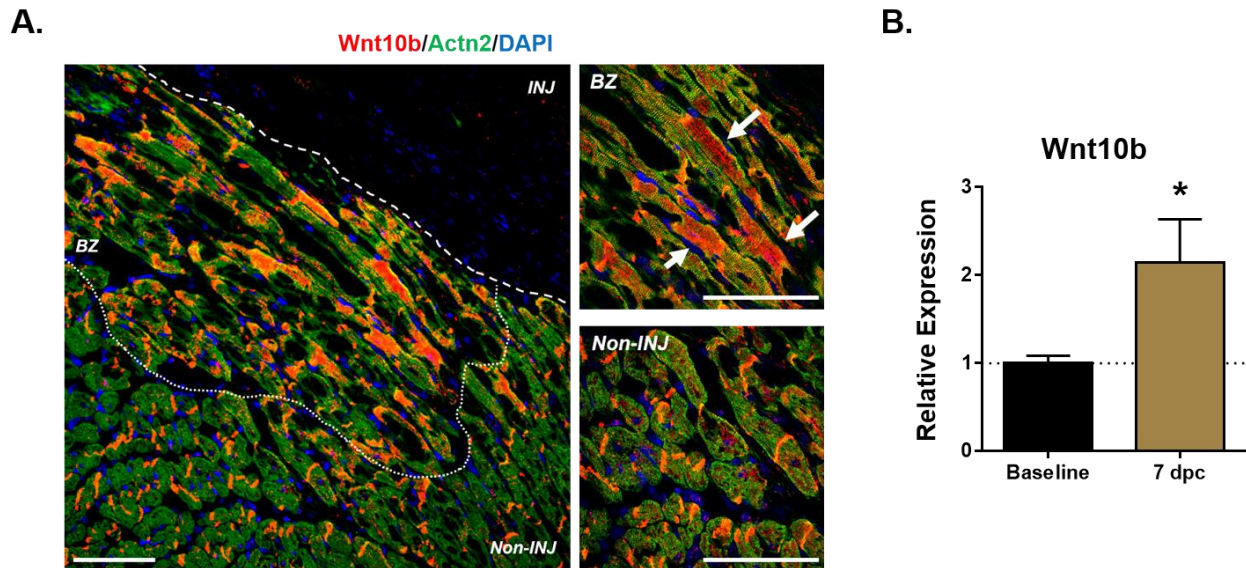 A.
Wnt10b/Actn2/DAPI
INJ
BZ
Non-INJ
BZ
Non-INJ
B.
Wnt10b
*
Relative Expression
3
2
1
0
Baseline
7 dpc